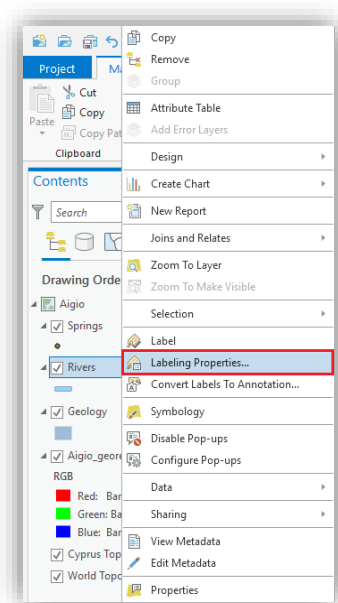 Project
Ma
Cut
Copy
Copy Pat
Paste
Clipboard
Contents
Search
Drawing Orde
Aigio
Springs
Rivers
Geology
Aigio_geore
RGB
Red: Bar
Green: Ba
Blue: Bar
Cyprus Top
World Topo
Copy
Remove
Group
Attribute Table
Add Error Layers
Design
Create Chart
New Report
Joins and Relates
Zoom To Layer
Zoom To Make Visible
Selection
Label
Labeling Properties...
Convert Labels To Annotation...
Symbology
Disable Pop-ups
Configure Pop-ups
Data
Sharing
View Metadata
Edit Metadata
Properties